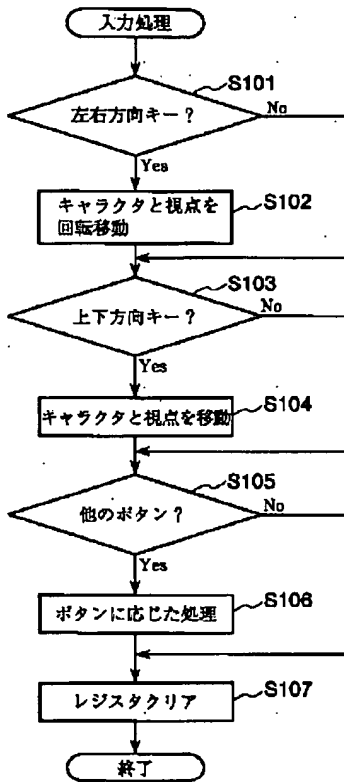 入力処理
S101
左右方向キー？
No
Yes
S102
キャラクタと視点を
回転移動
S103
上下方向キー？
No
Yes
S104
キャラクタと視点を移動
S105
他のボタン？
No
Yes
S106
ボタンに応じた処理
S107
レジスタクリア
終了